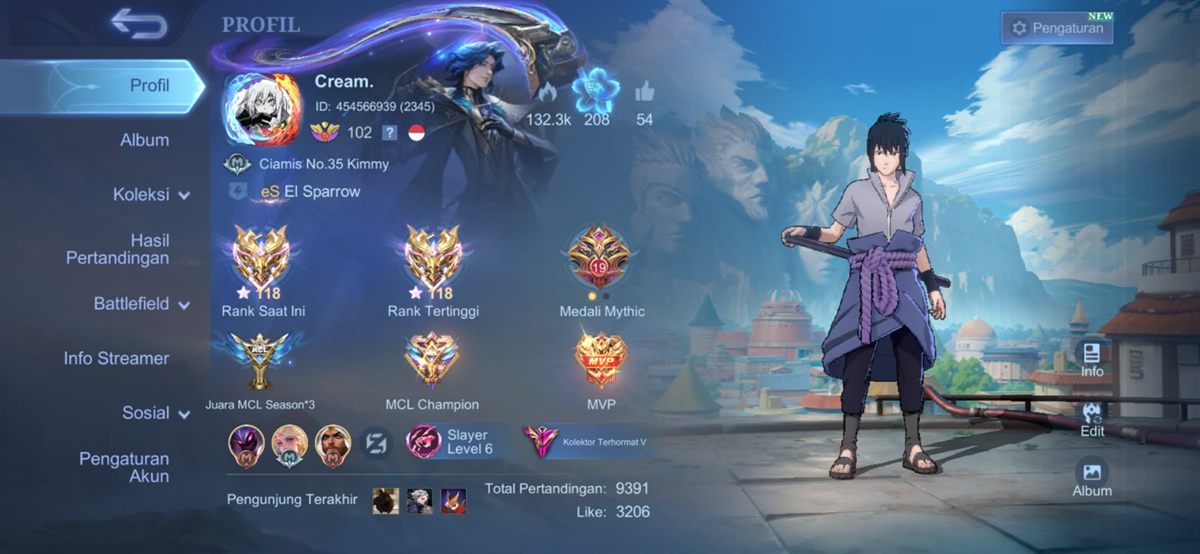 PROFIL
NEW
Pengaturan
Profil
Album
Koleksi
Hasil
Pertandingan
Battlefield
Info Streamer
Sosial
Pengaturan
Akun
Cream.
ID: 454566939 (2345)
102 ?
132.3k 208 54
M Ciamis No.35 Kimmy
eS El Sparrow
118
Rank Saat Ini
118
Rank Tertinggi
19
Medali Mythic
MCL
Juara MCL Season*3
MCL Champion
MVP
MVP
M M M
Slayer
Level 6
Kolektor Terhormat V
Pengunjung Terakhir
Total Pertandingan: 9391
Like: 3206
Info
Edit
Album